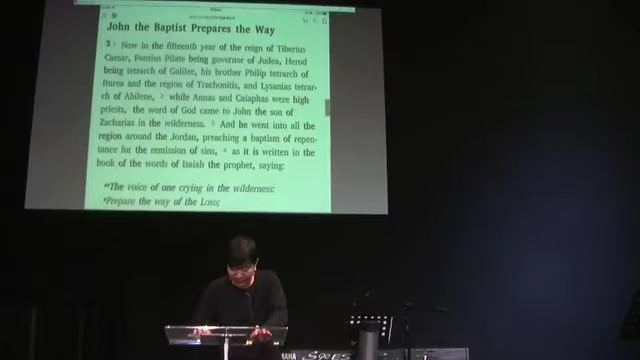 John the Baptist Prepares the Way
3 1 Now in the fifteenth year of the reign of Tiberius
Caesar, Pontius Pilate being governor of Judea, Herod
being tetrarch of Galilee, his brother Philip tetrarch of
Iturea and the region of Trachonitis, and Lysanias tetrar-
ch of Abilene, 2 while Annas and Caiaphas were high
priests, the word of God came to John the son of
Zacharias in the wilderness. 3 And he went into all the
region around the Jordan, preaching a baptism of repen-
tance for the remission of sins, 4 as it is written in the
book of the words of Isaiah the prophet, saying:
"The voice of one crying in the wilderness:
'Prepare the way of the LORD;
S90 ES